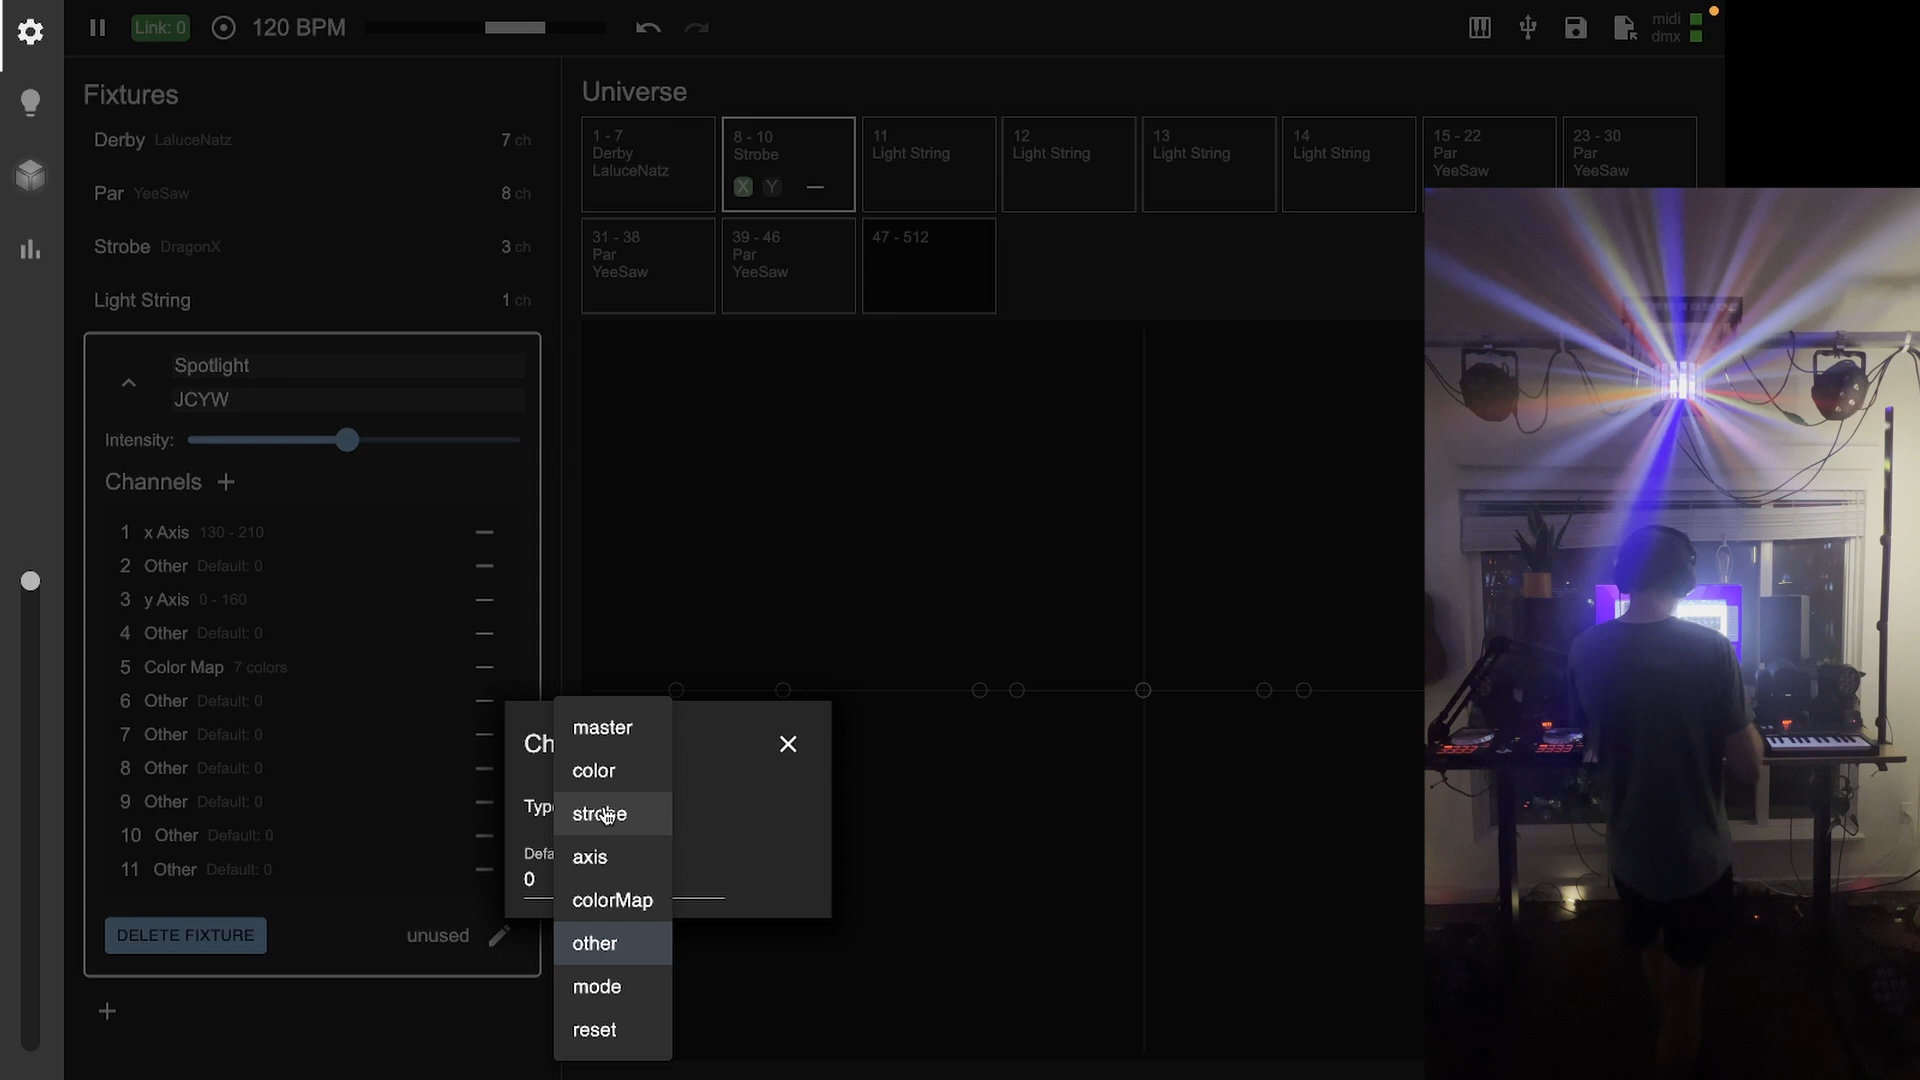 Link: 0
120 BPM
midi
dmx
Fixtures
Derby LaluceNatz 7 ch
Par YeeSaw 8 ch
Strobe DragonX 3 ch
Light String 1 ch
Spotlight
JCYW
Intensity:
Channels
1 x Axis 130 - 210
2 Other Default: 0
3 y Axis 0 - 160
4 Other Default: 0
5 Color Map 7 colors
6 Other Default: 0
7 Other Default: 0
8 Other Default: 0
9 Other Default: 0
10 Other Default: 0
11 Other Default: 0
DELETE FIXTURE
unused
Universe
1 - 7
Derby
LaluceNatz
8 - 10
Strobe
X Y
11
Light String
12
Light String
13
Light String
14
Light String
15 - 22
Par
YeeSaw
23 - 30
Par
YeeSaw
31 - 38
Par
YeeSaw
39 - 46
Par
YeeSaw
47 - 512
Ch
Type
Defa
0
master
color
strobe
axis
colorMap
other
mode
reset